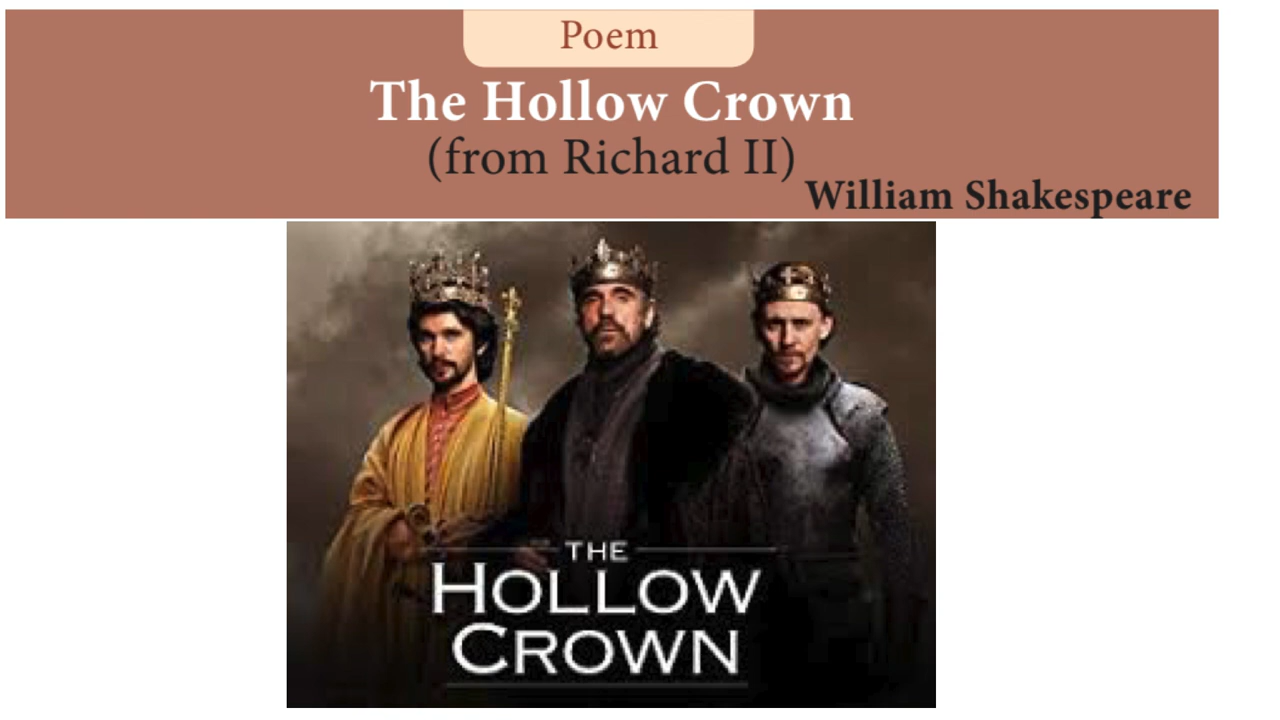 Poem
The Hollow Crown
(from Richard II)
William Shakespeare
THE
HOLLOW
CROWN